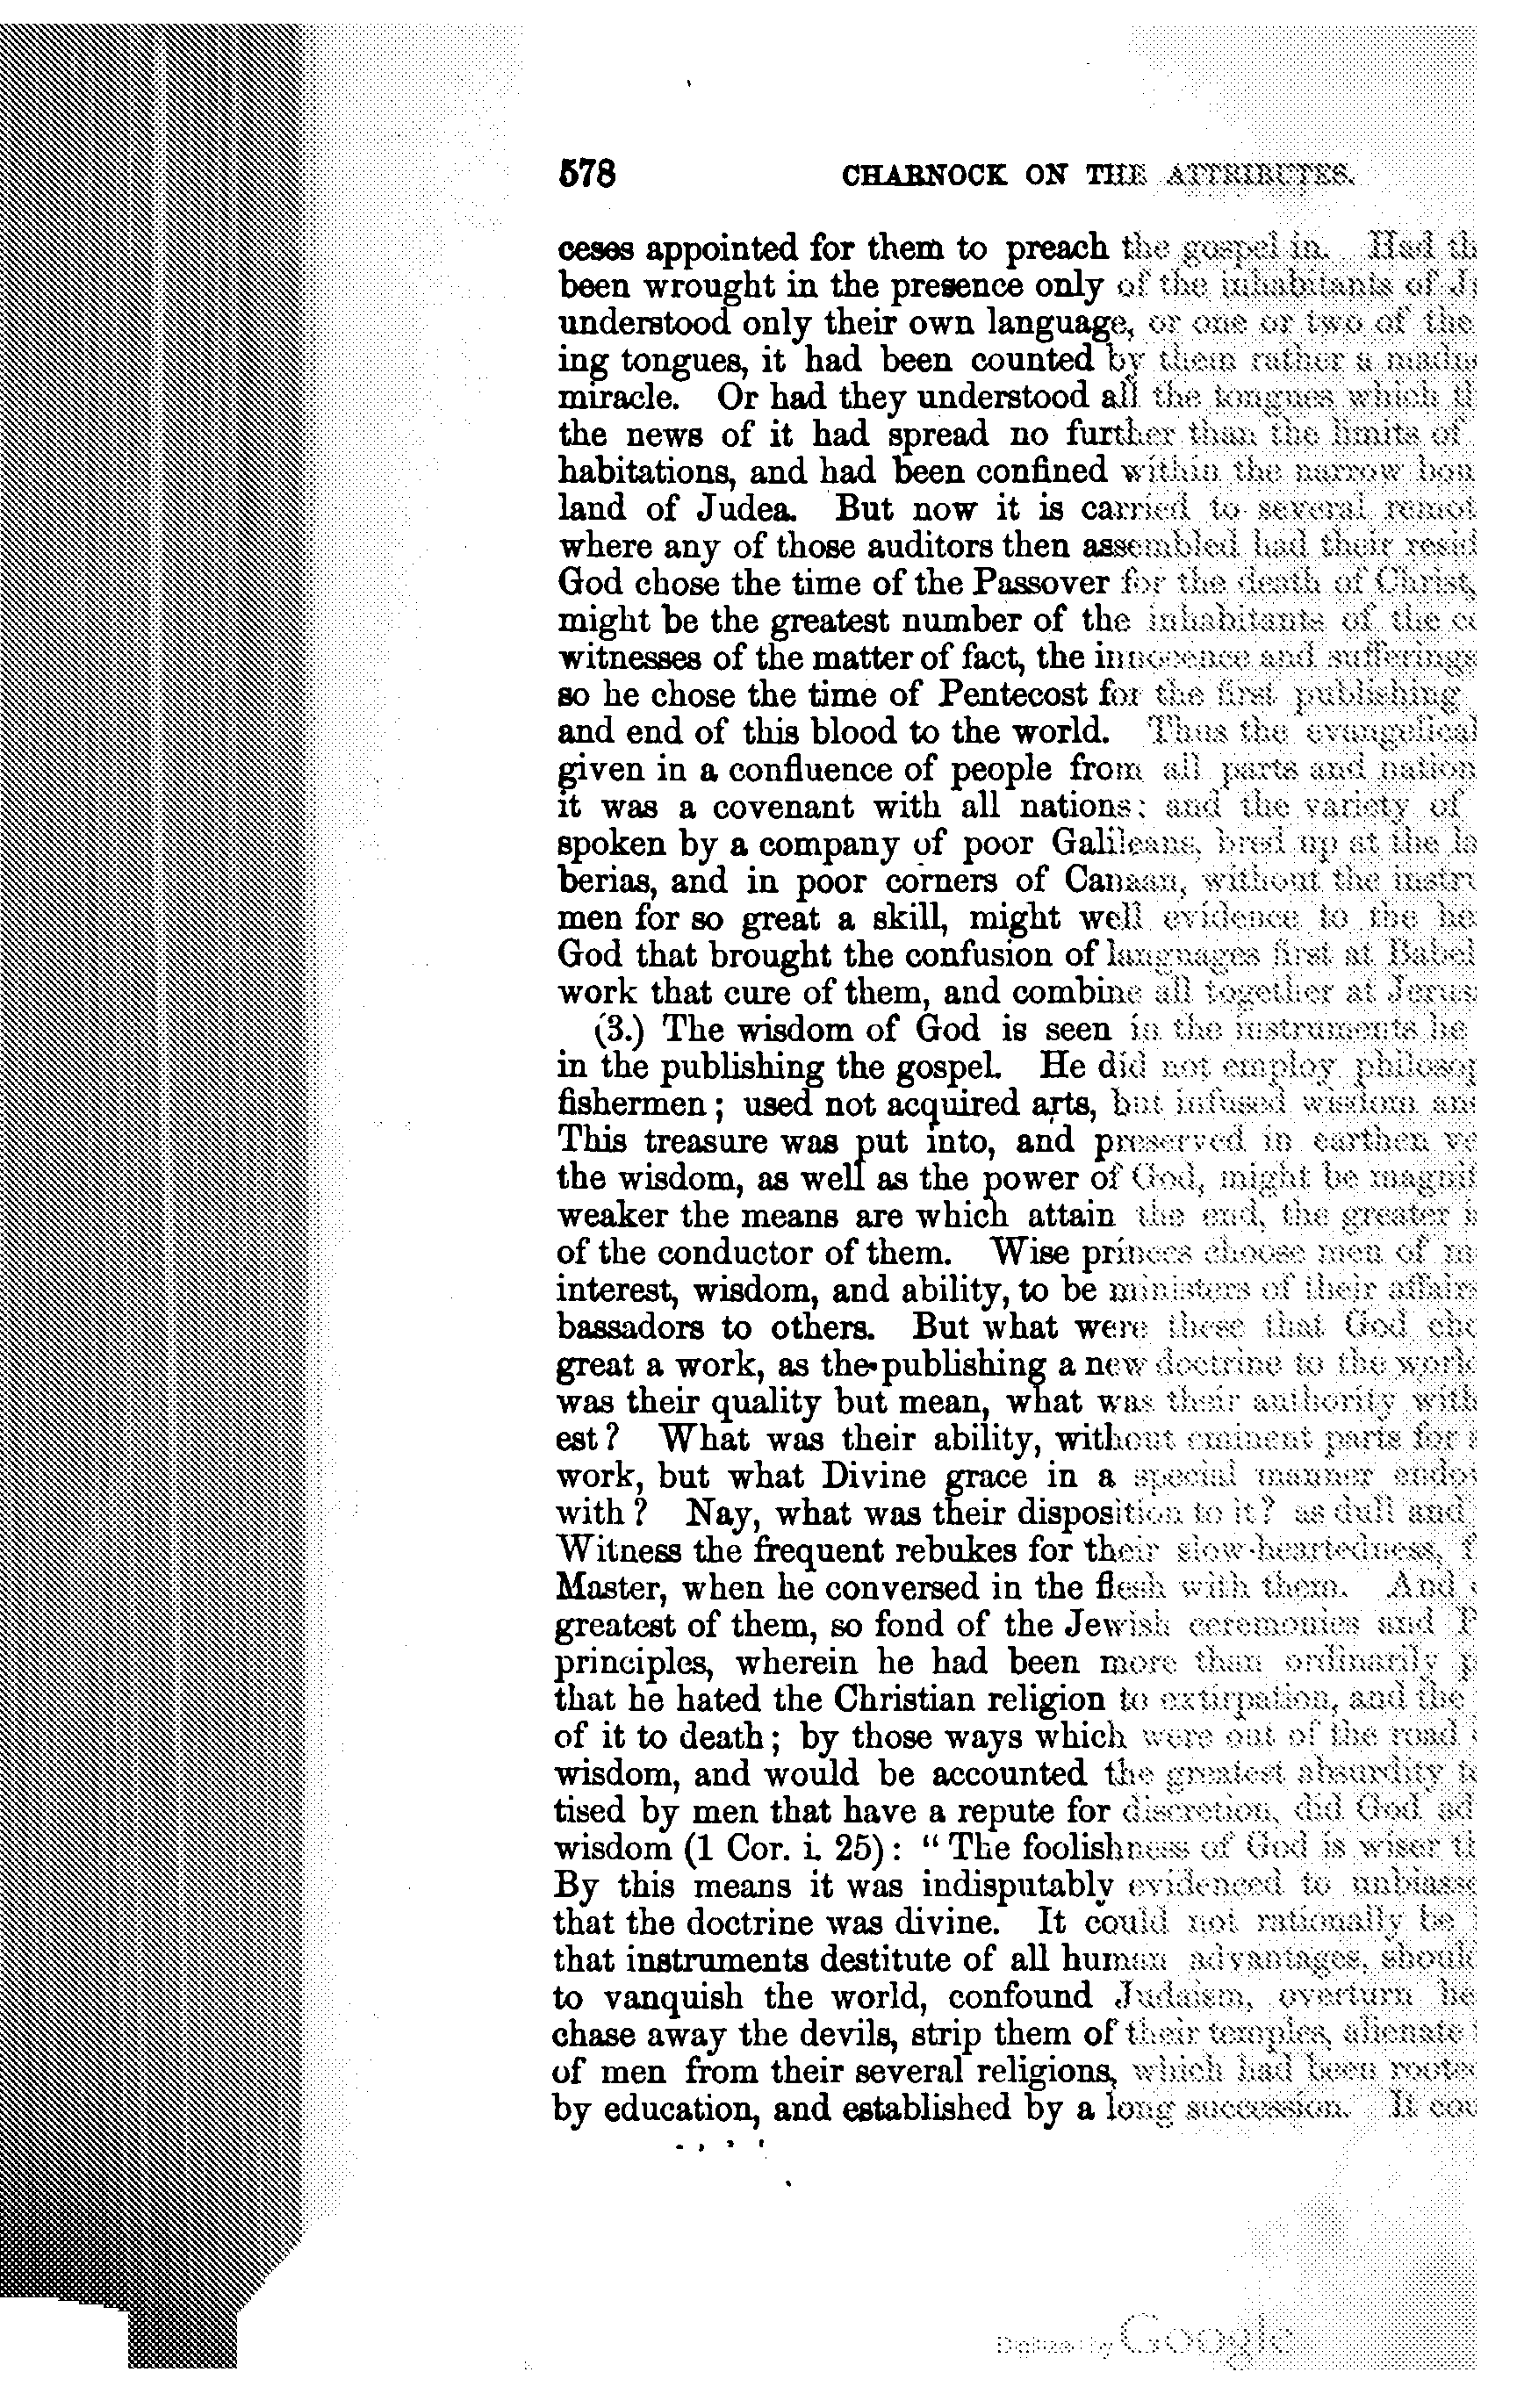 578 CHARNOCK ON THE ATTRIBUTES.
ceses appointed for them to preach the gospel in. Had
been wrought in the presence only of the inhabitants of
understood only their own language, or one or two of the
ing tongues, it had been counted by them rather a
miracle. Or had they understood all the tongues which
the news of it had spread no further than the limits of
habitations, and had been confined within the narrow
land of Judea. But now it is carried to several
where any of those auditors then assembled had their
God chose the time of the Passover for the death of Christ,
might be the greatest number of the inhabitants of the
witnesses of the matter of fact, the innocence and sufferings
so he chose the time of Pentecost for the first publishing
and end of this blood to the world. Thus the evangelical
given in a confluence of people from all parts and
it was a covenant with all nations; and the variety of
spoken by a company of poor Galileans, bred up at the
berias, and in poor corners of Canaan, without the
men for so great a skill, might well evidence to the
God that brought the confusion of languages first at Babel
work that cure of them, and combine all together at
(3.) The wisdom of God is seen in the instruments he
in the publishing the gospel. He did not employ
fishermen; used not acquired arts, but infused wisdom
This treasure was put into, and preserved in earthen
the wisdom, as well as the power of God, might be
weaker the means are which attain the end, the greater
of the conductor of them. Wise princes choose men of
interest, wisdom, and ability, to be ministers of their
bassadors to others. But what were these that God
great a work, as the publishing a new doctrine to the
was their quality but mean, what was their authority
est? What was their ability, without eminent parts for
work, but what Divine grace in a special manner
with? Nay, what was their disposition to it? as dull and
Witness the frequent rebukes for their slow-heartedness,
Master, when he conversed in the flesh with them. And
greatest of them, so fond of the Jewish ceremonies and
principles, wherein he had been more than ordinarily
that he hated the Christian religion to extirpation, and the
of it to death; by those ways which were out of the road
wisdom, and would be accounted the greatest absurdity
tised by men that have a repute for discretion, did God
wisdom (1 Cor. i. 25): "The foolishness of God is wiser
By this means it was indisputably evidenced to
that the doctrine was divine. It could not rationally be
that instruments destitute of all human advantages,
to vanquish the world, confound Judaism, overturn
chase away the devils, strip them of their temples, alienate
of men from their several religions, which had been
by education, and established by a long succession. It
Digitized by Google